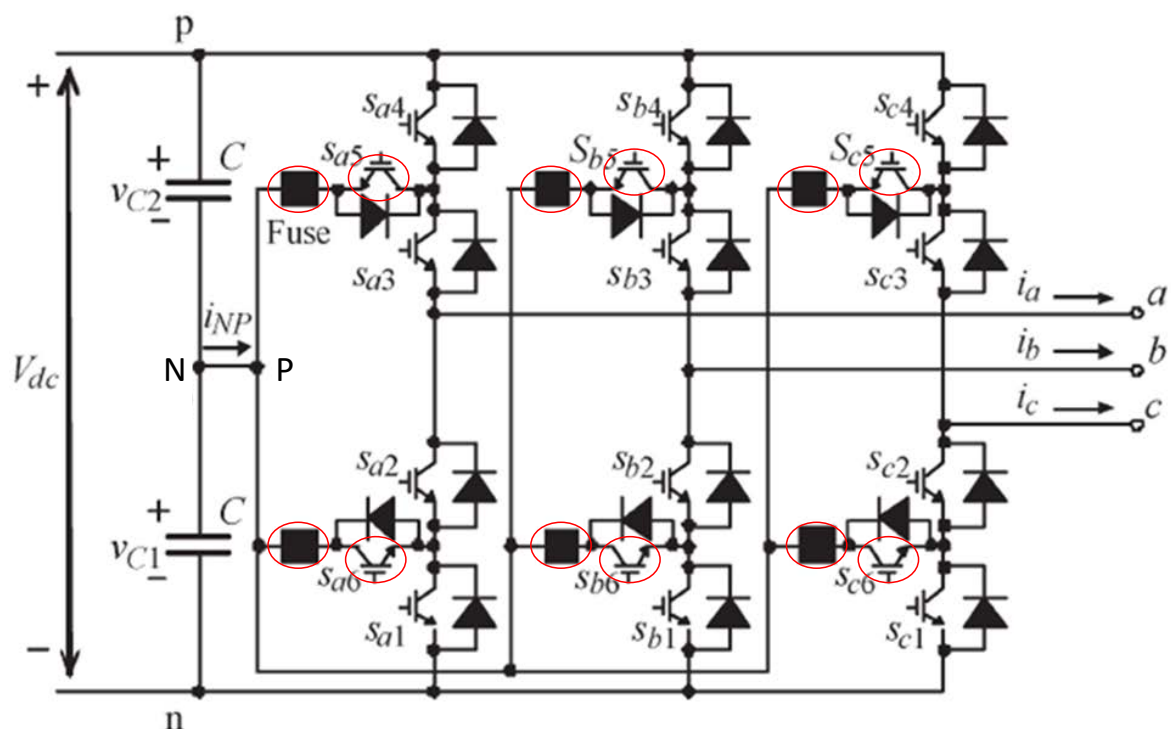 p
+
sa4
sb4
sc4
+
C
sa5
Sb5
Sc5
vC2
−
Fuse
sa3
sb3
sc3
ia
a
iNP
N
P
ib
b
Vdc
ic
c
sa2
sb2
sc2
+
C
vC1
−
sa6
sb6
sc6
sa1
sb1
sc1
−
n